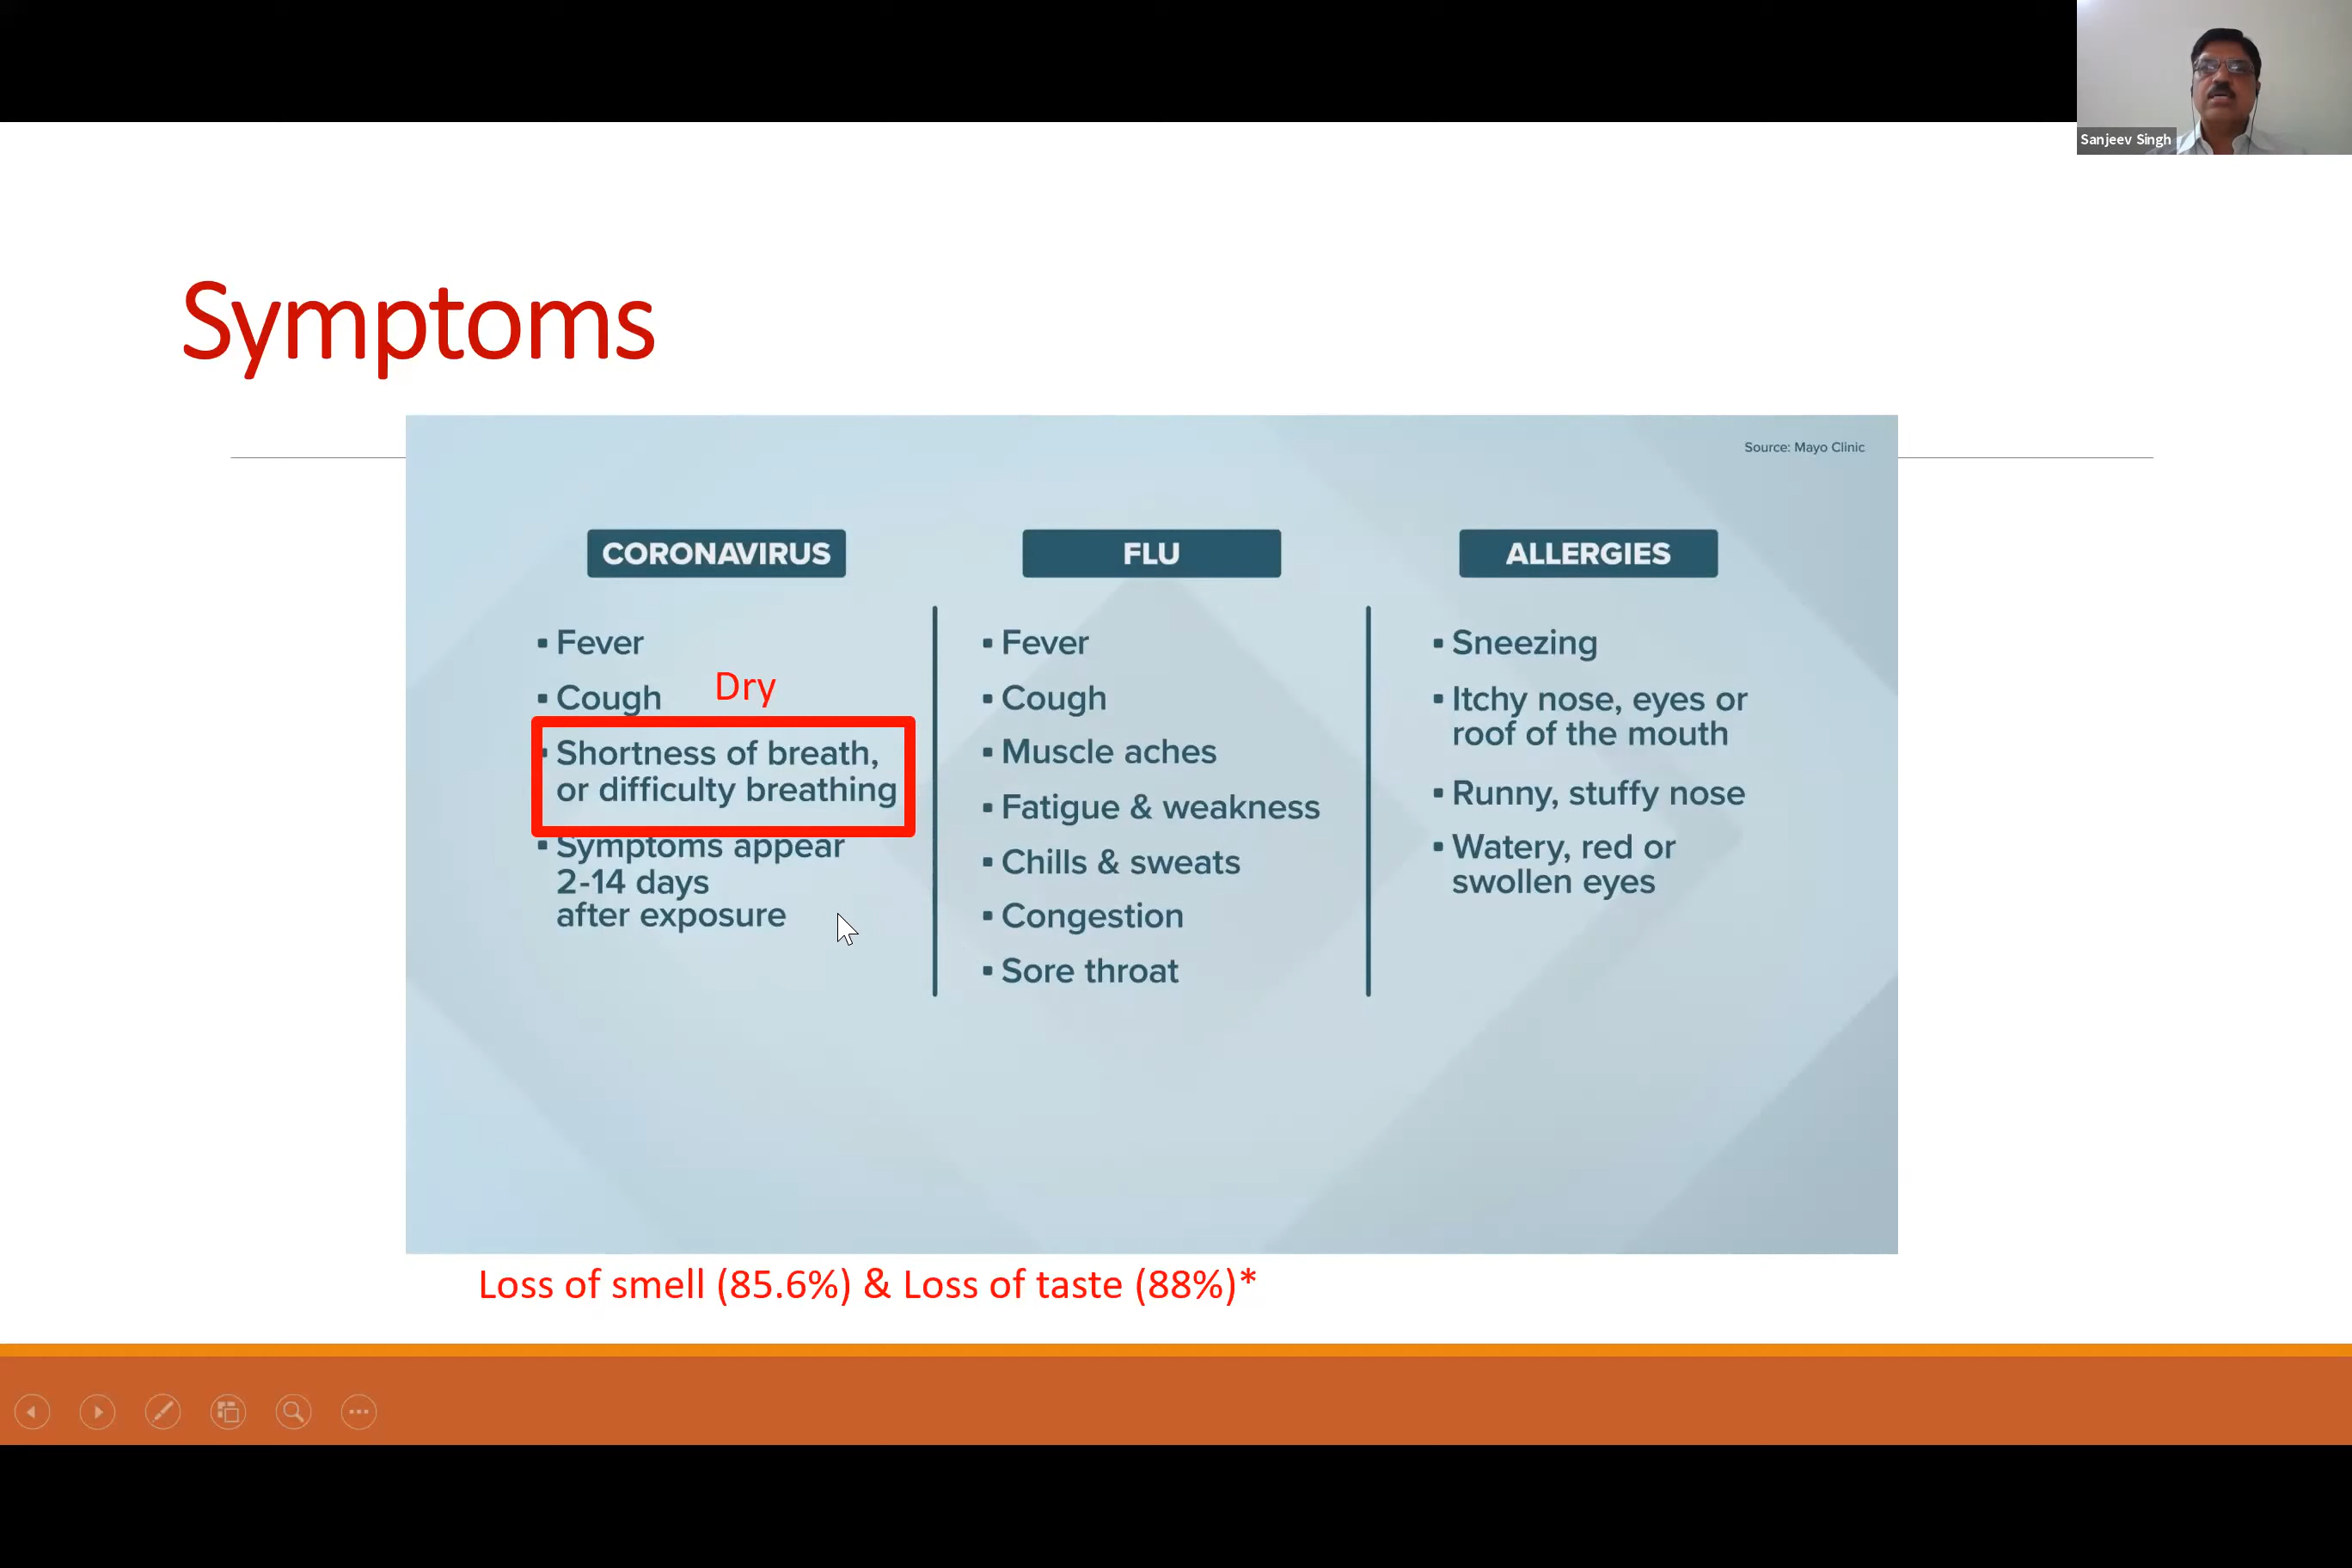 Sanjeev Singh
Symptoms
Source: Mayo Clinic
CORONAVIRUS
▪ Fever
▪ Cough Dry
▪ Shortness of breath,
or difficulty breathing
▪ Symptoms appear
2-14 days
after exposure
FLU
▪ Fever
▪ Cough
▪ Muscle aches
▪ Fatigue & weakness
▪ Chills & sweats
▪ Congestion
▪ Sore throat
ALLERGIES
▪ Sneezing
▪ Itchy nose, eyes or
roof of the mouth
▪ Runny, stuffy nose
▪ Watery, red or
swollen eyes
Loss of smell (85.6%) & Loss of taste (88%)*